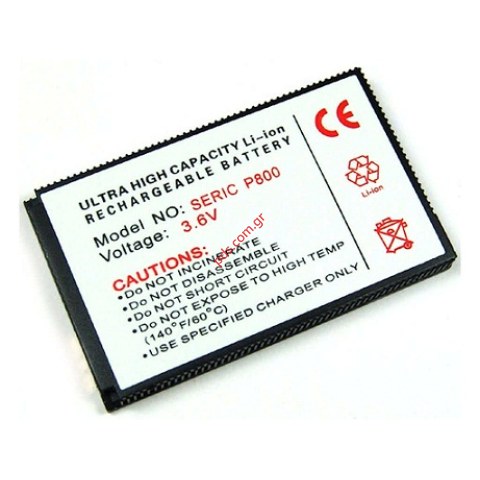 ULTRA HIGH CAPACITY Li-ion
RECHARGEABLE BATTERY
Model NO: SERIC P800
Voltage: 3.6V
CAUTIONS:
*DO NOT INCINERATE
*DO NOT DISASSEMBLE
*DO NOT SHORT CIRCUIT
*DO NOT EXPOSE TO HIGH TEMP
(140°F/60°C)
*USE SPECIFIED CHARGER ONLY
CE
Li-ion